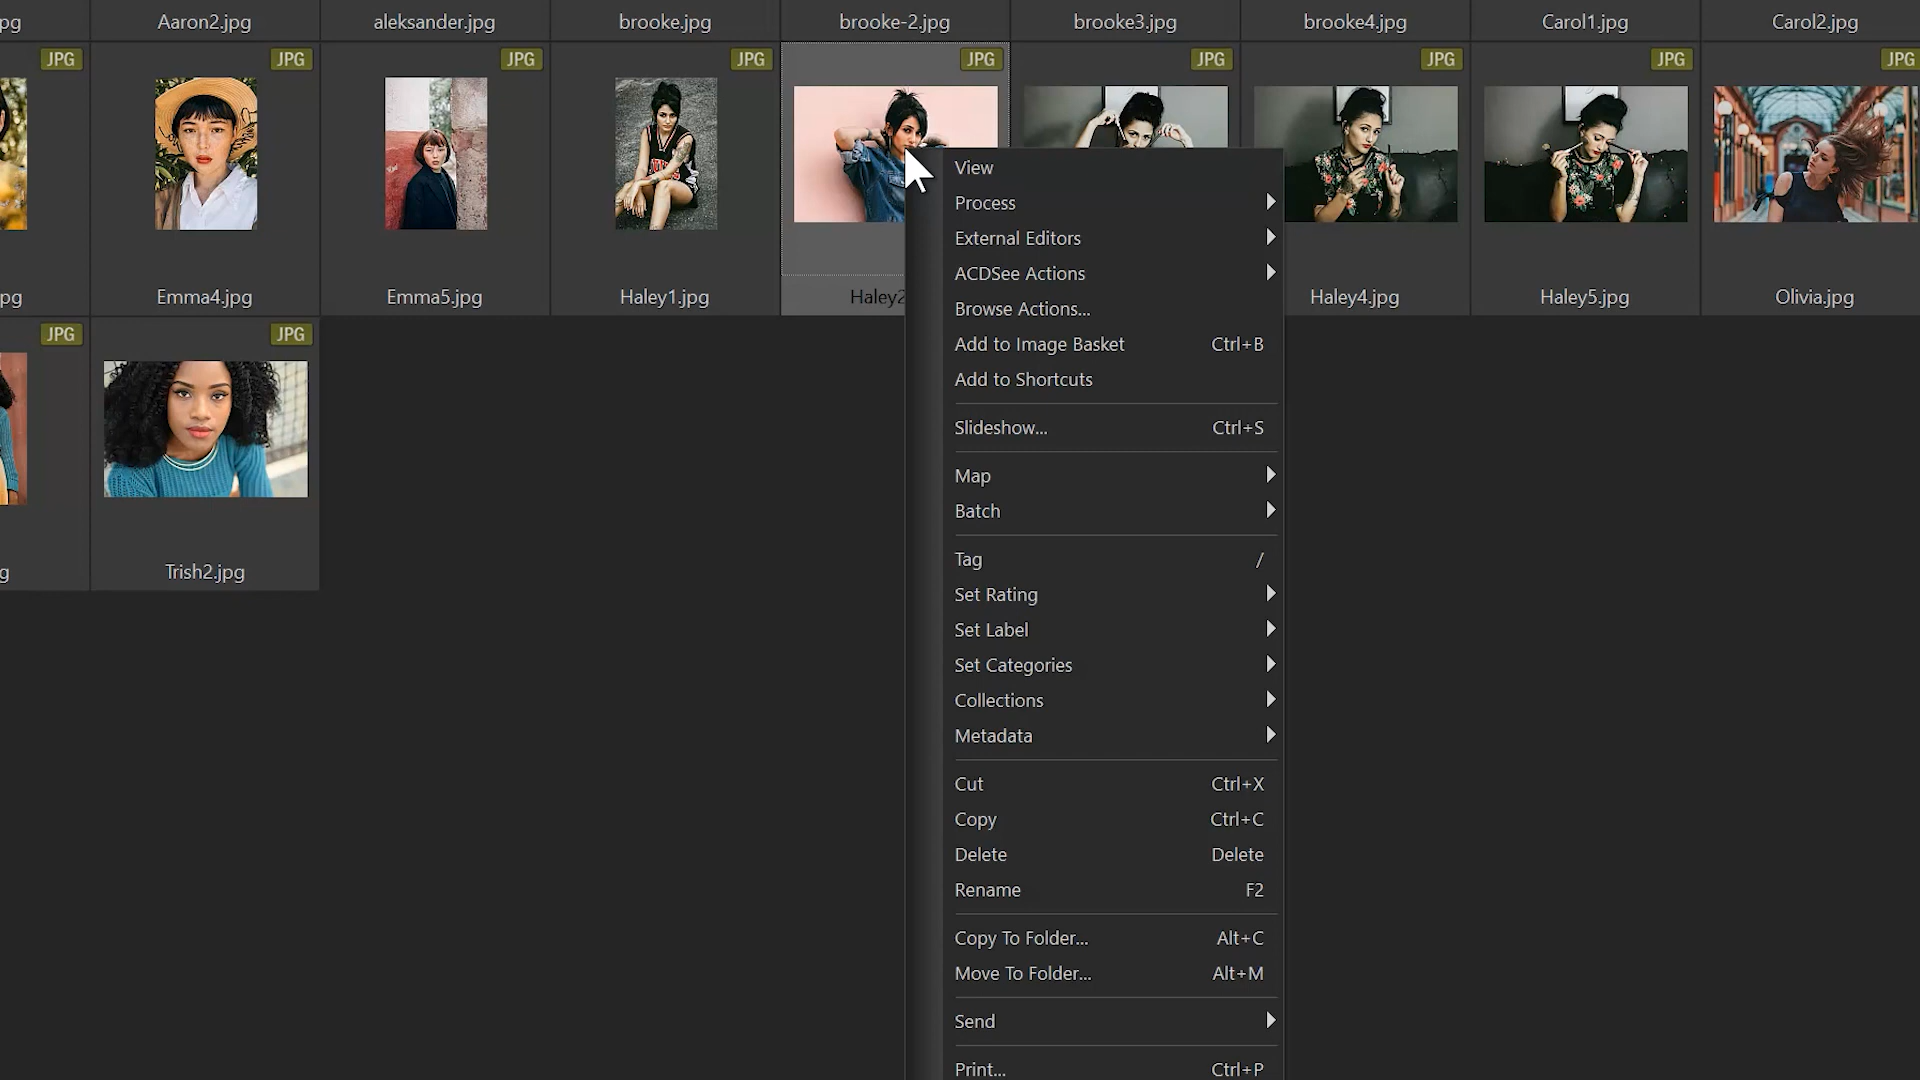 pg
Aaron2.jpg
aleksander.jpg
brooke.jpg
brooke-2.jpg
brooke3.jpg
brooke4.jpg
Carol1.jpg
Carol2.jpg
JPG
JPG
JPG
JPG
JPG
JPG
JPG
JPG
JPG
pg
Emma4.jpg
Emma5.jpg
Haley1.jpg
Haley2
Haley4.jpg
Haley5.jpg
Olivia.jpg
JPG
JPG
g
Trish2.jpg
View
Process
External Editors
ACDSee Actions
Browse Actions...
Add to Image Basket Ctrl+B
Add to Shortcuts
Slideshow... Ctrl+S
Map
Batch
Tag /
Set Rating
Set Label
Set Categories
Collections
Metadata
Cut Ctrl+X
Copy Ctrl+C
Delete Delete
Rename F2
Copy To Folder... Alt+C
Move To Folder... Alt+M
Send
Print... Ctrl+P